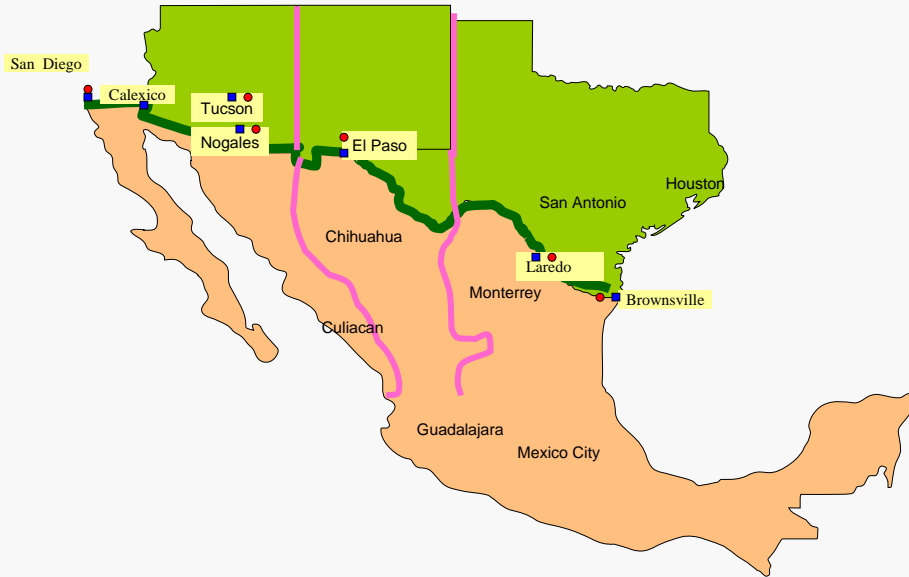 San Diego
Calexico
Tucson
Nogales
El Paso
Houston
San Antonio
Chihuahua
Laredo
Monterrey
Brownsville
Culiacan
Guadalajara
Mexico City